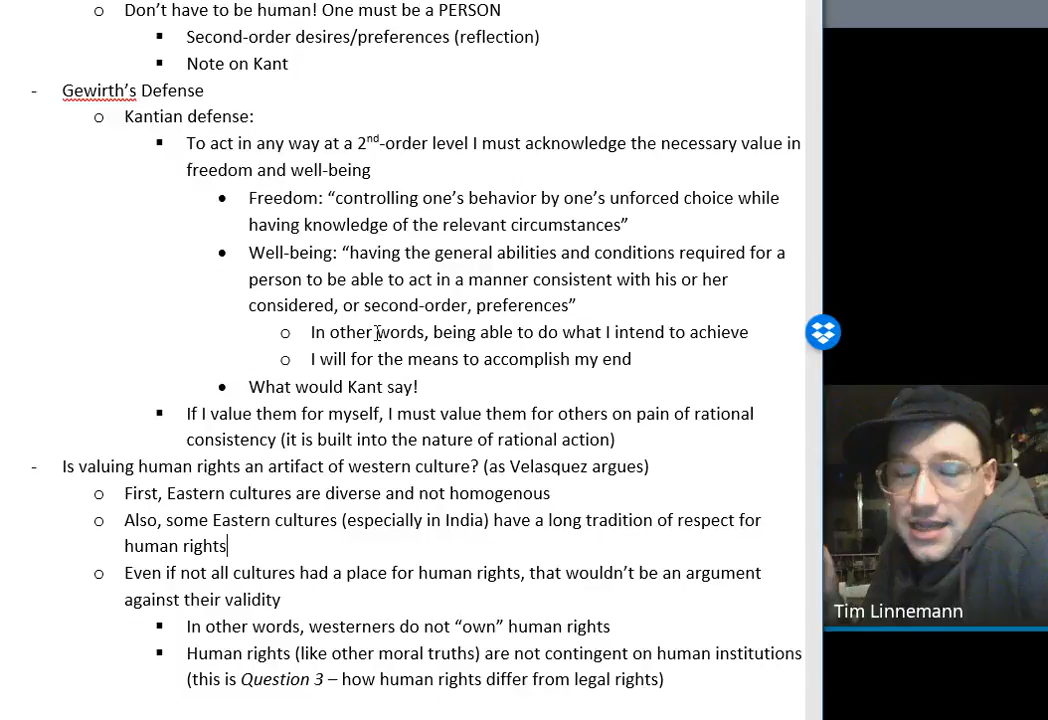 o Don’t have to be human! One must be a PERSON
▪ Second-order desires/preferences (reflection)
▪ Note on Kant
- Gewirth’s Defense
o Kantian defense:
▪ To act in any way at a 2nd-order level I must acknowledge the necessary value in
freedom and well-being
• Freedom: “controlling one’s behavior by one’s unforced choice while
having knowledge of the relevant circumstances”
• Well-being: “having the general abilities and conditions required for a
person to be able to act in a manner consistent with his or her
considered, or second-order, preferences”
o In other words, being able to do what I intend to achieve
o I will for the means to accomplish my end
• What would Kant say!
▪ If I value them for myself, I must value them for others on pain of rational
consistency (it is built into the nature of rational action)
- Is valuing human rights an artifact of western culture? (as Velasquez argues)
o First, Eastern cultures are diverse and not homogenous
o Also, some Eastern cultures (especially in India) have a long tradition of respect for
human rights
o Even if not all cultures had a place for human rights, that wouldn’t be an argument
against their validity
▪ In other words, westerners do not “own” human rights
▪ Human rights (like other moral truths) are not contingent on human institutions
(this is Question 3 – how human rights differ from legal rights)
Tim Linnemann